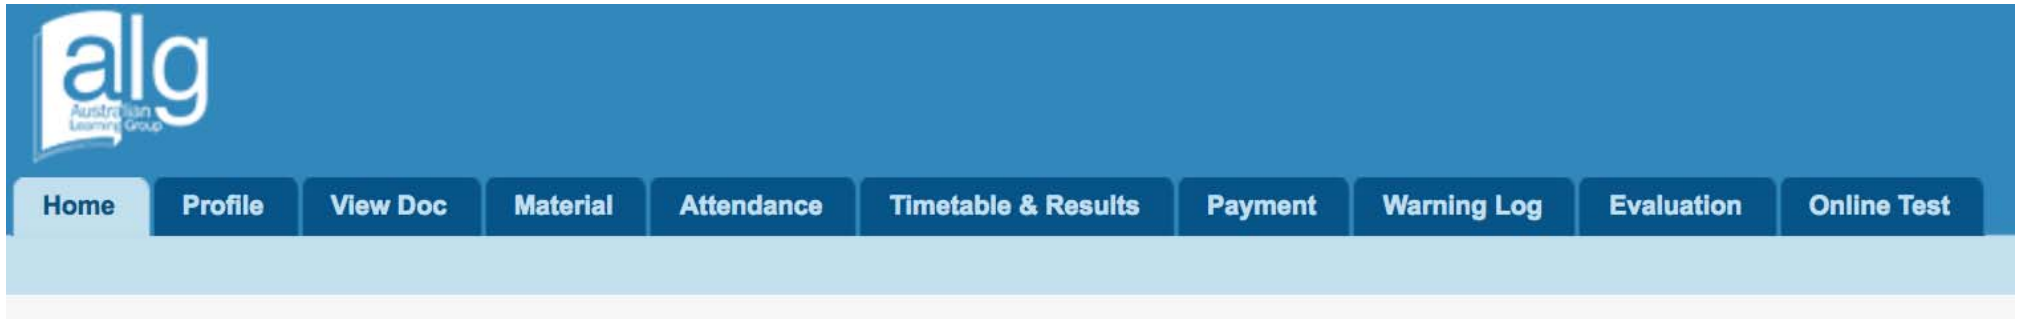 alg
Australian
Learning Group
Home Profile View Doc Material Attendance Timetable & Results Payment Warning Log Evaluation Online Test